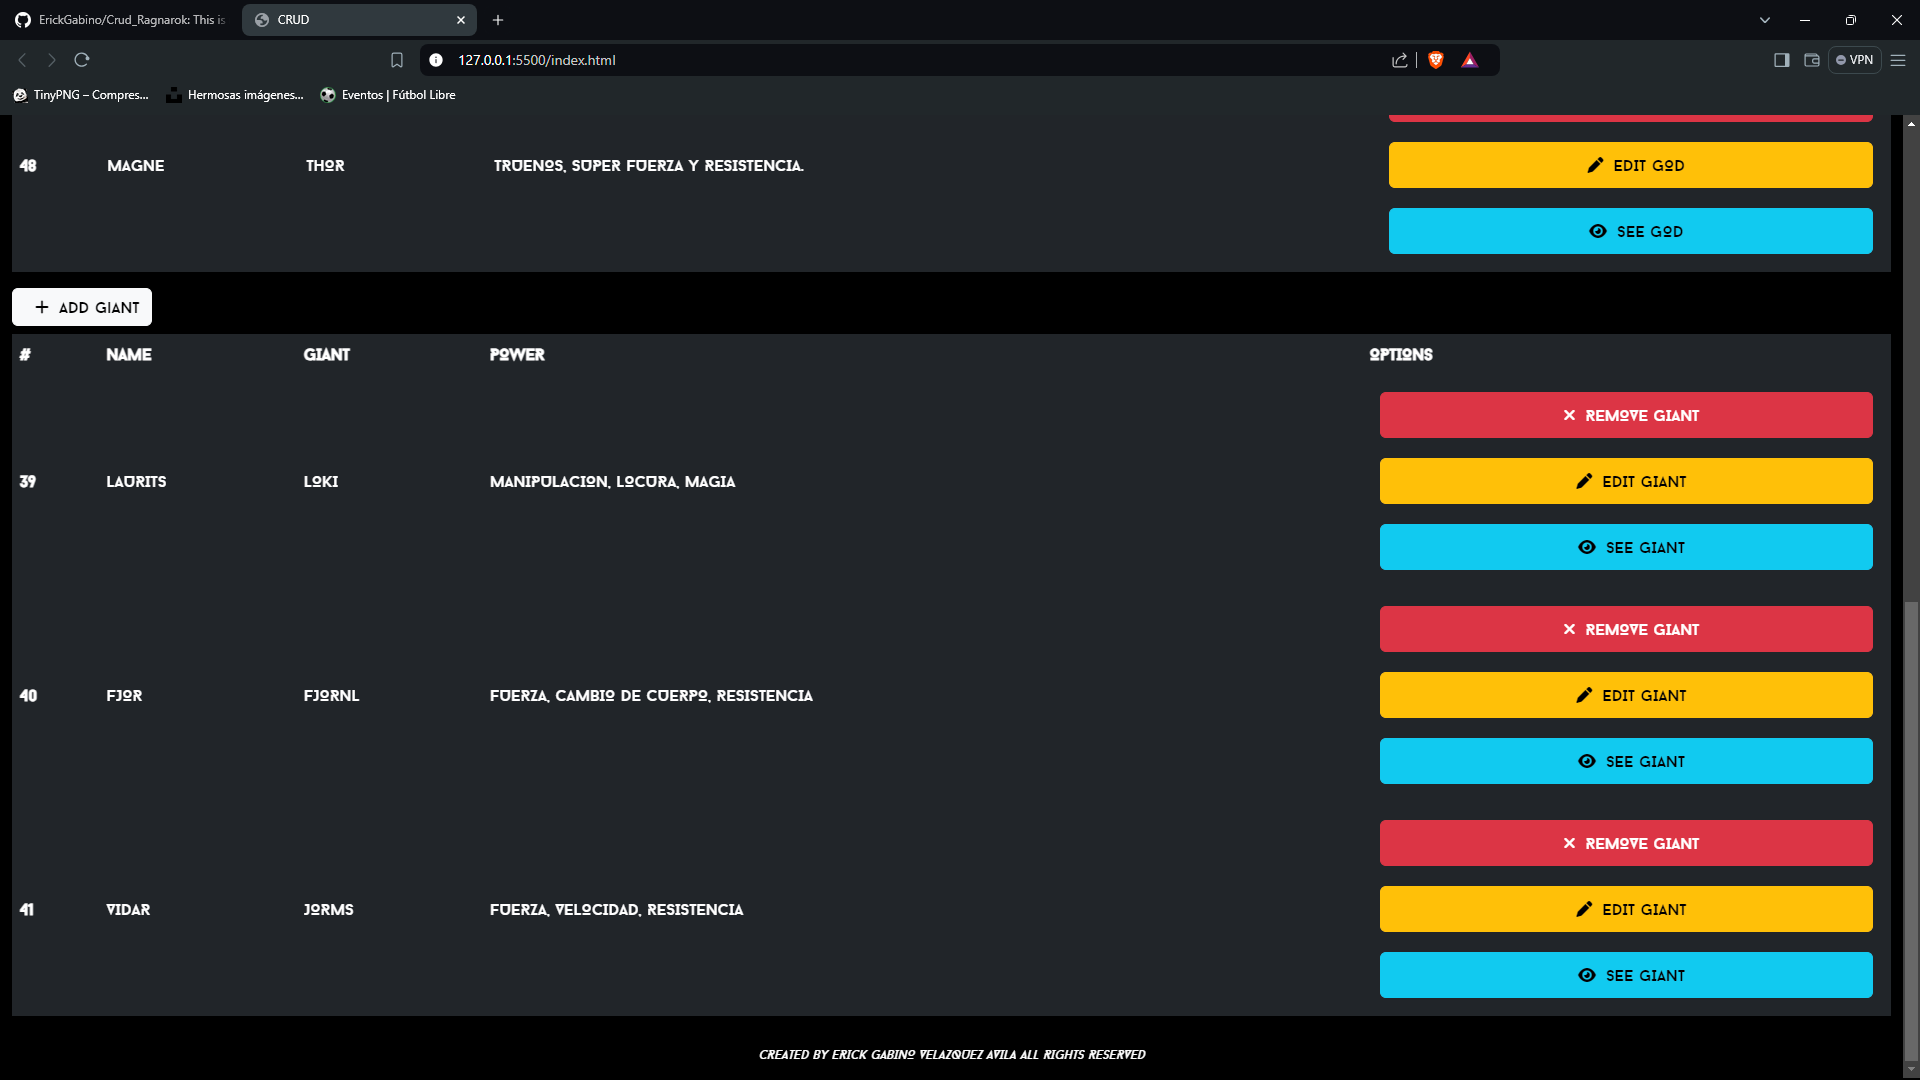 ErickGabino/Crud_Ragnarok: This is
CRUD
127.0.0.1:5500/index.html
VPN
TinyPNG – Compres...
Hermosas imágenes...
Eventos | Fútbol Libre
48 MAGNE THOR TRUENOS, SUPER FUERZA Y RESISTENCIA.
EDIT GOD
SEE GOD
+ ADD GIANT
# NAME GIANT POWER OPTIONS
REMOVE GIANT
39 LAURITS LOKI MANIPULACION, LOCURA, MAGIA
EDIT GIANT
SEE GIANT
REMOVE GIANT
40 FJOR FJORNL FUERZA, CAMBIO DE CUERPO, RESISTENCIA
EDIT GIANT
SEE GIANT
REMOVE GIANT
41 VIDAR JORMS FUERZA, VELOCIDAD, RESISTENCIA
EDIT GIANT
SEE GIANT
CREATED BY ERICK GABINO VELAZQUEZ AVILA ALL RIGHTS RESERVED